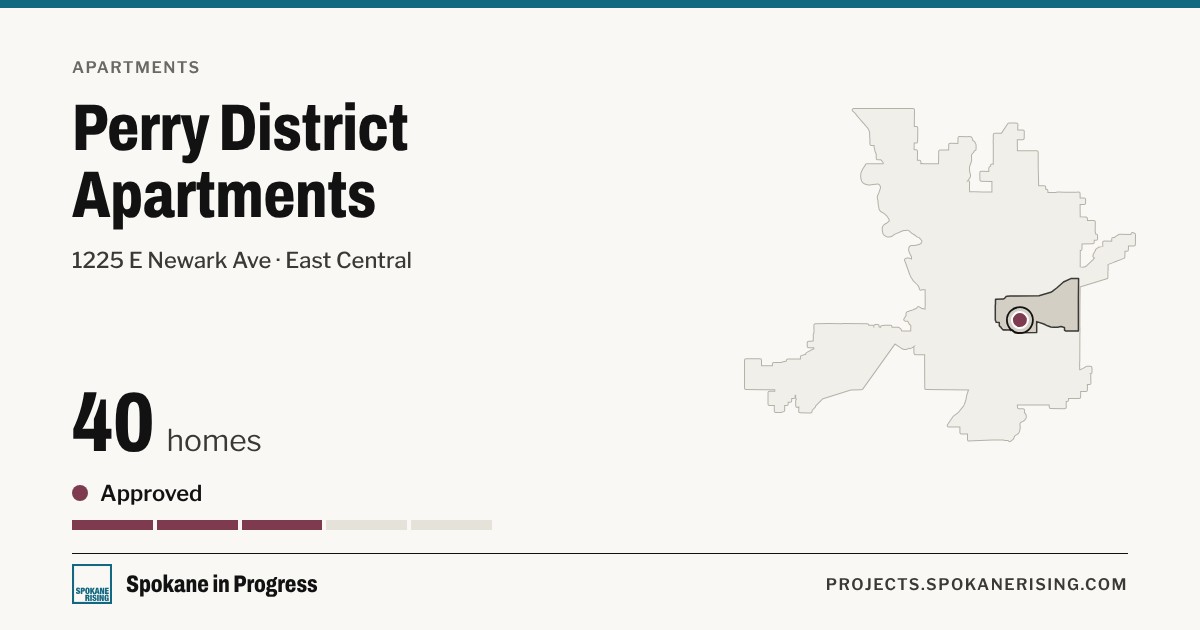 APARTMENTS
Perry District
Apartments
1225 E Newark Ave · East Central
40 homes
Approved
SPOKANE
RISING
Spokane in Progress
PROJECTS.SPOKANERISING.COM